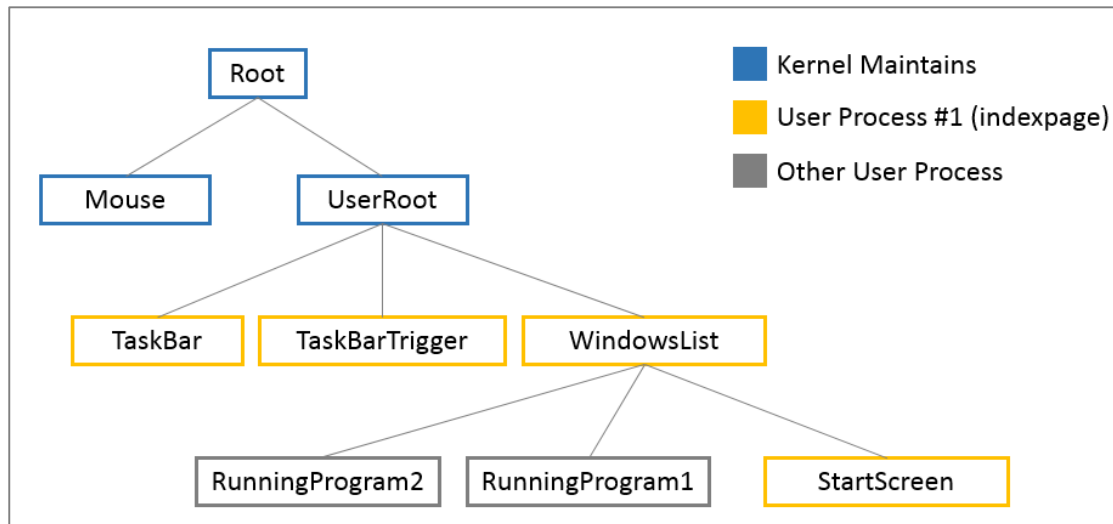 Root
Kernel Maintains
User Process #1 (indexpage)
Other User Process
Mouse
UserRoot
TaskBar
TaskBarTrigger
WindowsList
RunningProgram2
RunningProgram1
StartScreen